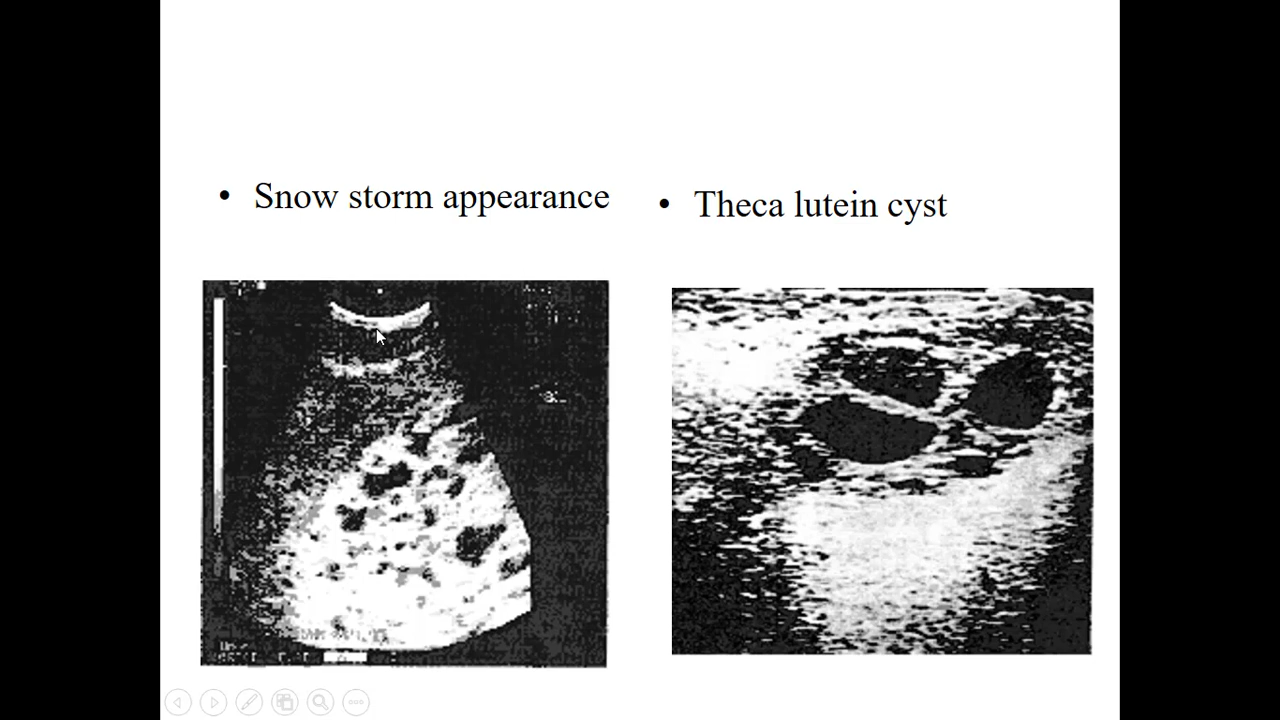 • Snow storm appearance
• Theca lutein cyst